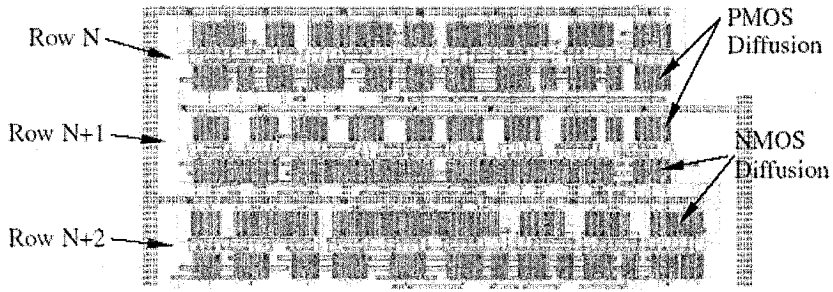 Row N
Row N+1
Row N+2
PMOS
Diffusion
NMOS
Diffusion